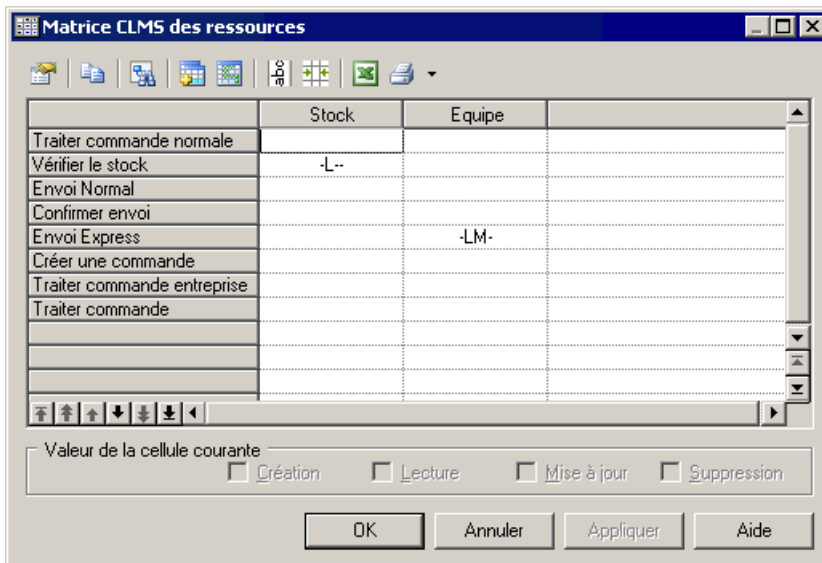 Matrice CLMS des ressources
abc
Stock Equipe
Traiter commande normale
Vérifier le stock -L--
Envoi Normal
Confirmer envoi
Envoi Express -LM-
Créer une commande
Traiter commande entreprise
Traiter commande
Valeur de la cellule courante
Création Lecture Mise à jour Suppression
OK Annuler Appliquer Aide